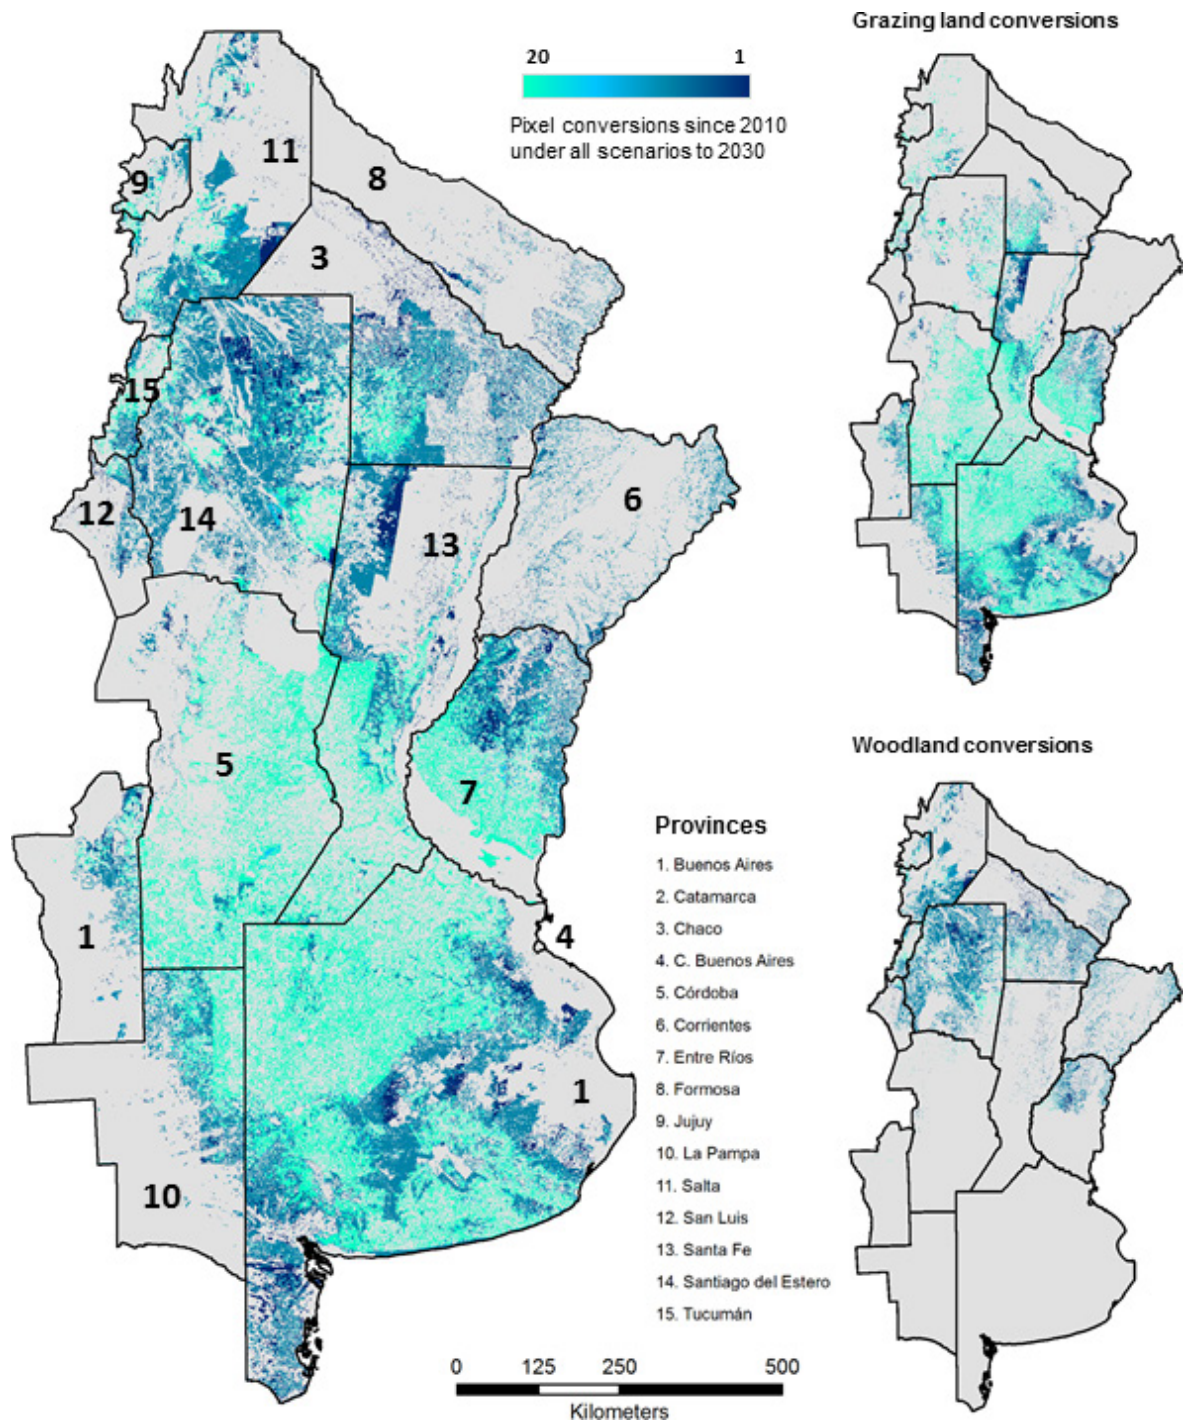 Grazing land conversions
20 1
Pixel conversions since 2010
under all scenarios to 2030
11
9
8
3
15
12
14
13
6
5
7
1
4
1
10
Woodland conversions
Provinces
1. Buenos Aires
2. Catamarca
3. Chaco
4. C. Buenos Aires
5. Córdoba
6. Corrientes
7. Entre Ríos
8. Formosa
9. Jujuy
10. La Pampa
11. Salta
12. San Luis
13. Santa Fe
14. Santiago del Estero
15. Tucumán
0 125 250 500
Kilometers